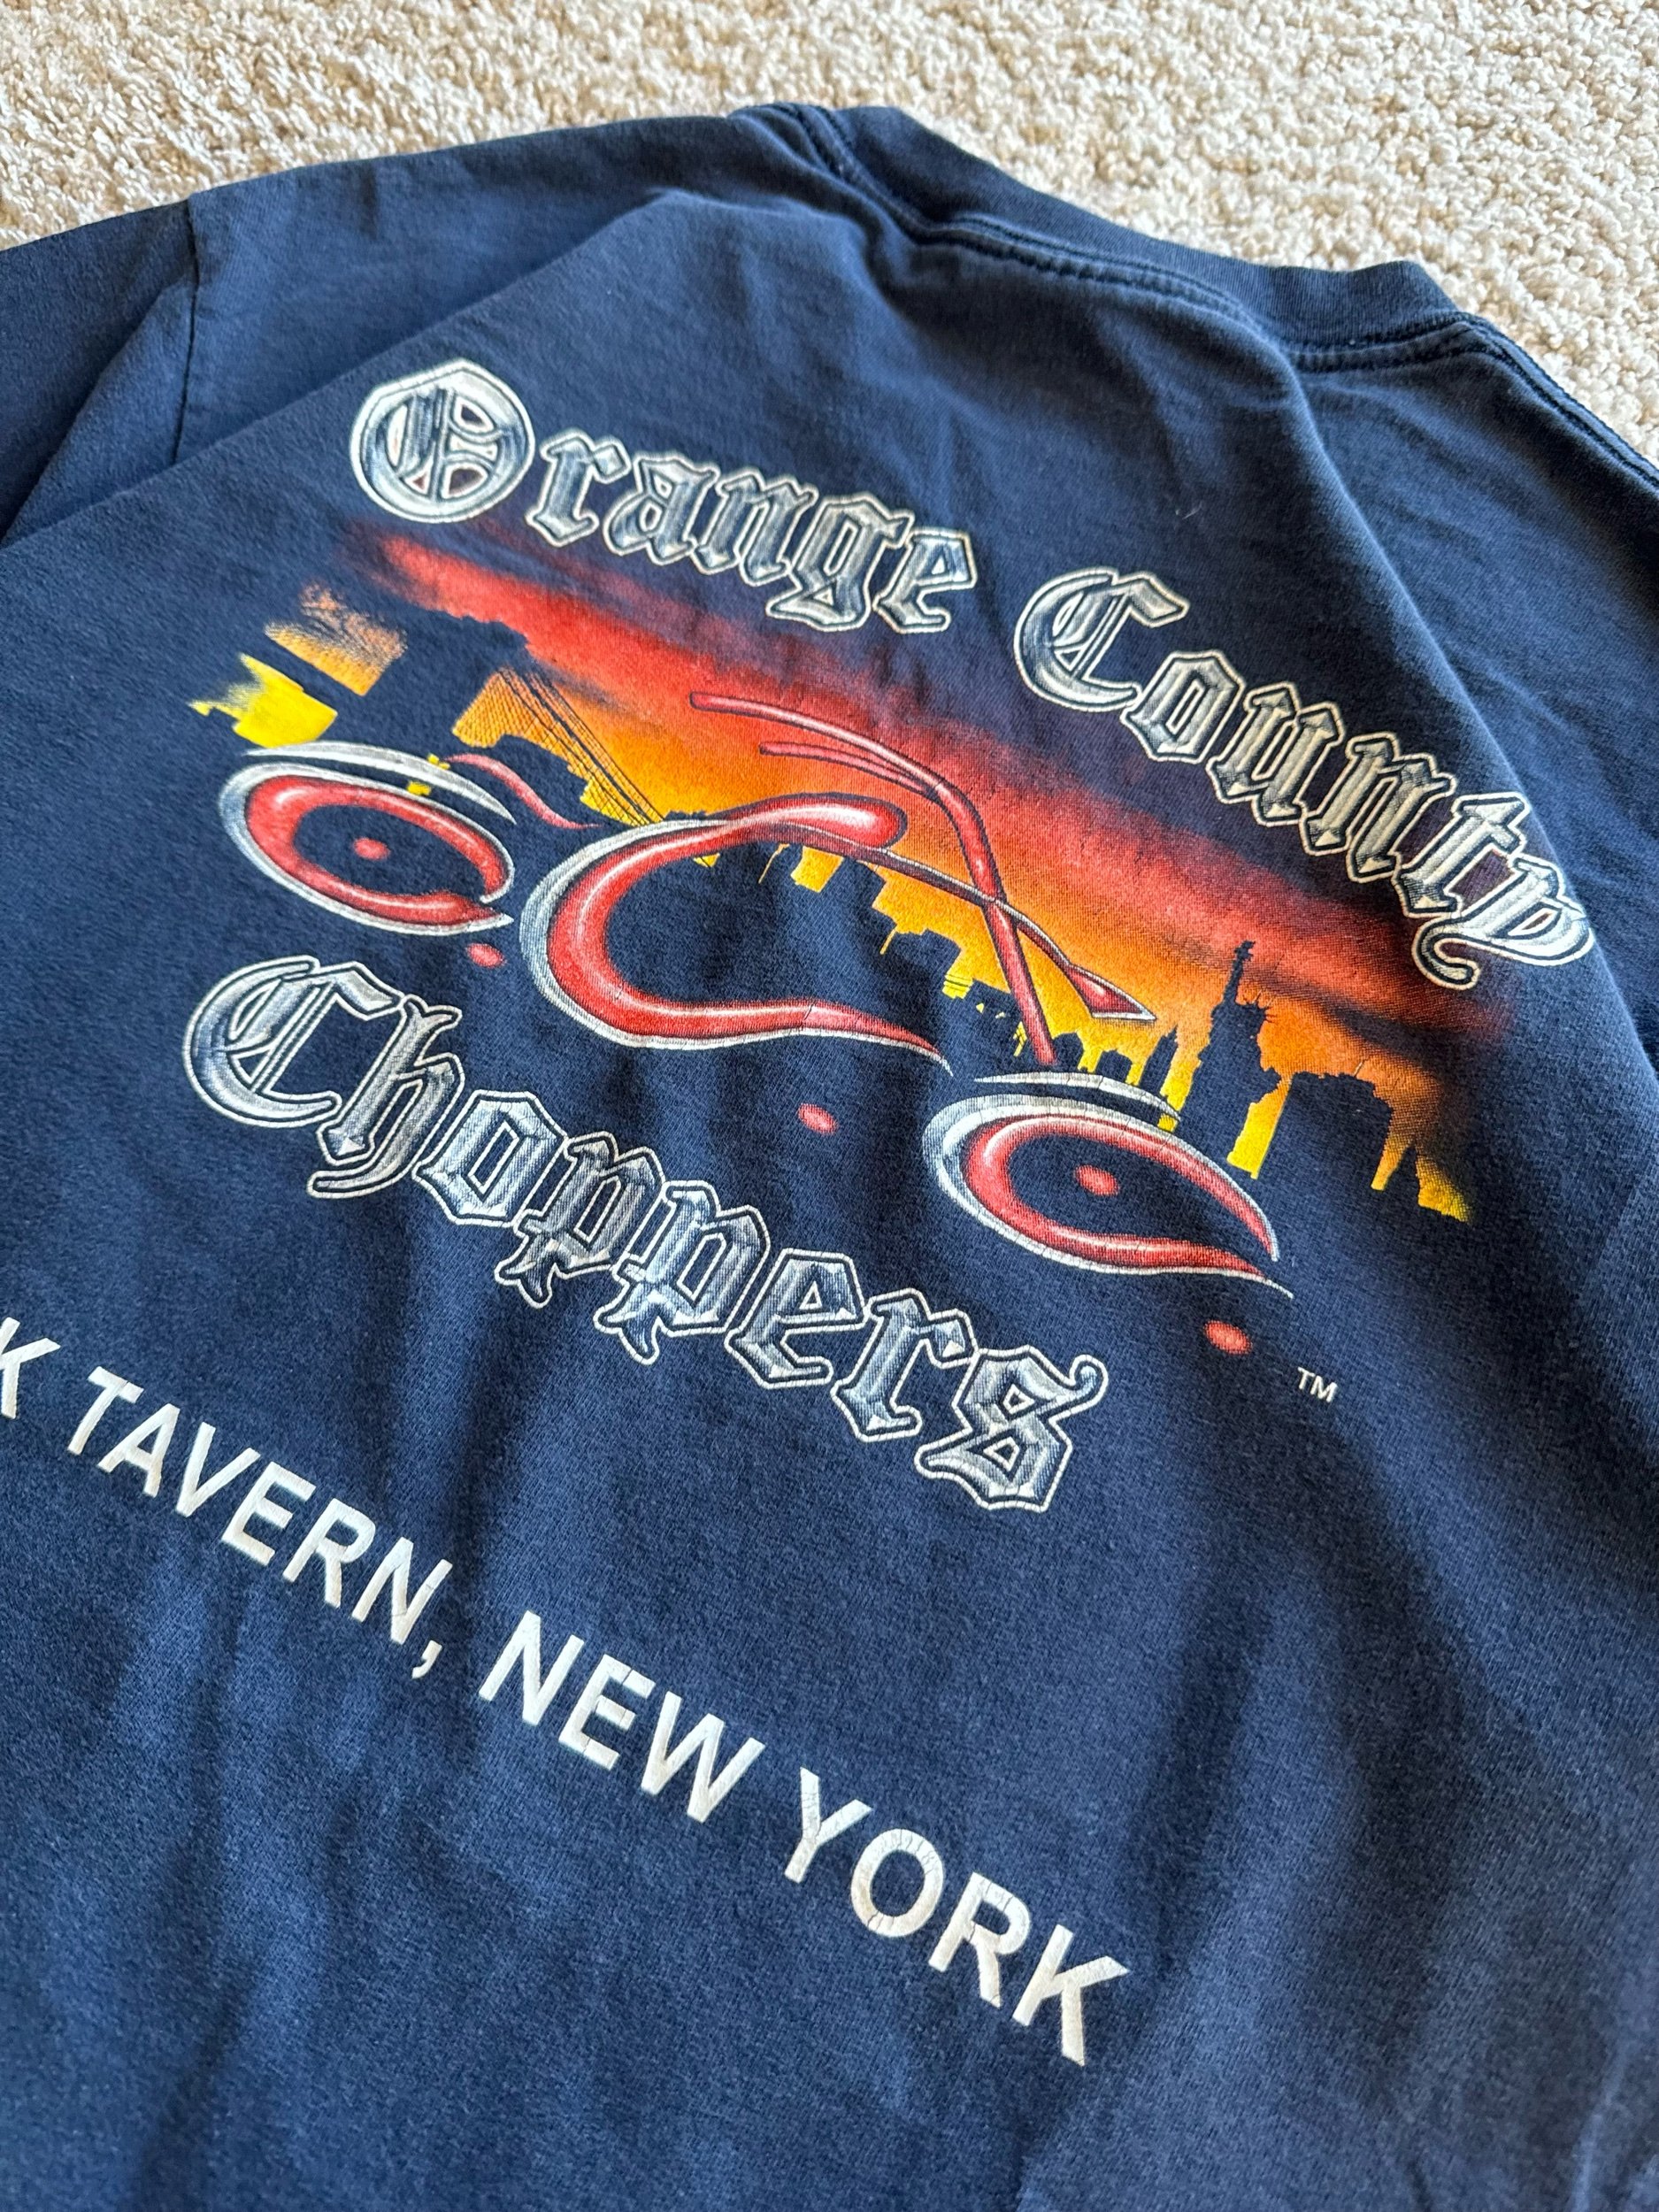 Orange County
Choppers
TM
K TAVERN, NEW YORK